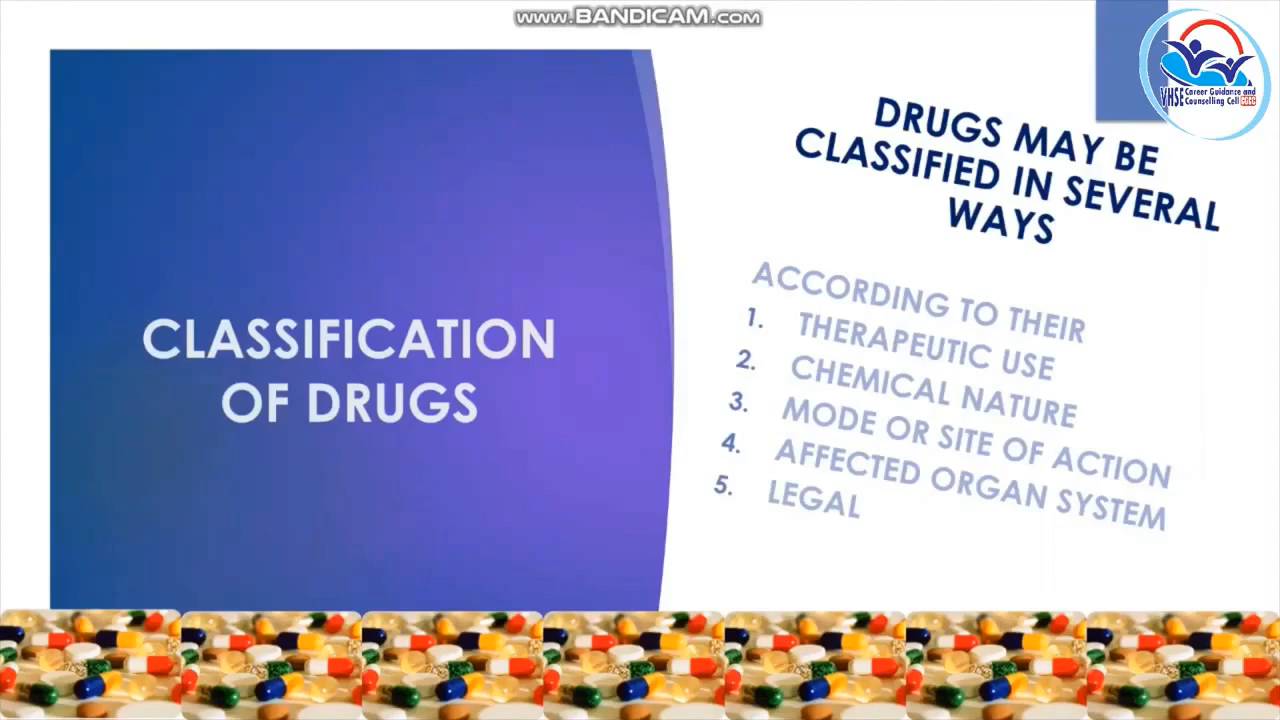 www.BANDICAM.com
VHSE Career Guidance and
Counselling Cell CGCC
DRUGS MAY BE
CLASSIFIED IN SEVERAL
WAYS
CLASSIFICATION
OF DRUGS
ACCORDING TO THEIR
1. THERAPEUTIC USE
2. CHEMICAL NATURE
3. MODE OR SITE OF ACTION
4. AFFECTED ORGAN SYSTEM
5. LEGAL